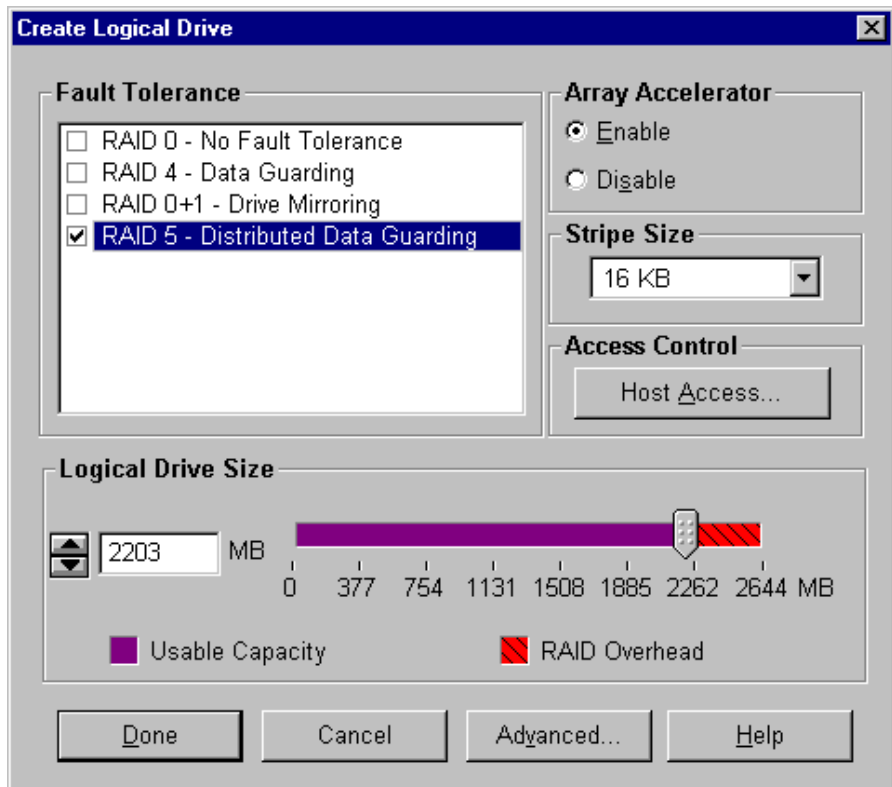 Create Logical Drive
Fault Tolerance
RAID 0 - No Fault Tolerance
RAID 4 - Data Guarding
RAID 0+1 - Drive Mirroring
RAID 5 - Distributed Data Guarding
Array Accelerator
Enable
Disable
Stripe Size
16 KB
Access Control
Host Access...
Logical Drive Size
2203 MB
0 377 754 1131 1508 1885 2262 2644 MB
Usable Capacity
RAID Overhead
Done
Cancel
Advanced...
Help